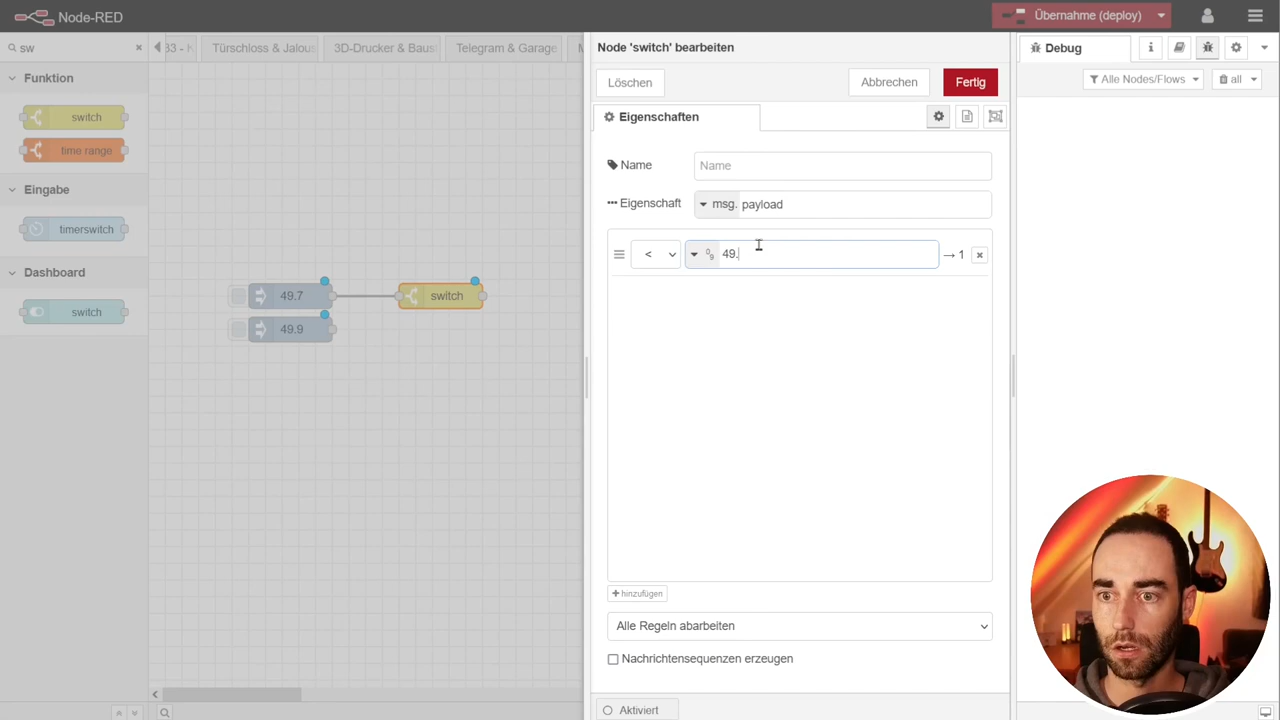 Node-RED
Übernahme (deploy)
sw
33 - H
Türschloss & Jalous
3D-Drucker & Baust
Telegram & Garage
Node 'switch' bearbeiten
Debug
Funktion
Löschen
Abbrechen
Fertig
Alle Nodes/Flows
all
switch
Eigenschaften
time range
Name
Name
Eingabe
Eigenschaft
msg. payload
timerswitch
<
49.
→ 1
Dashboard
switch
49.7
switch
49.9
hinzufügen
Alle Regeln abarbeiten
Nachrichtensequenzen erzeugen
Aktiviert